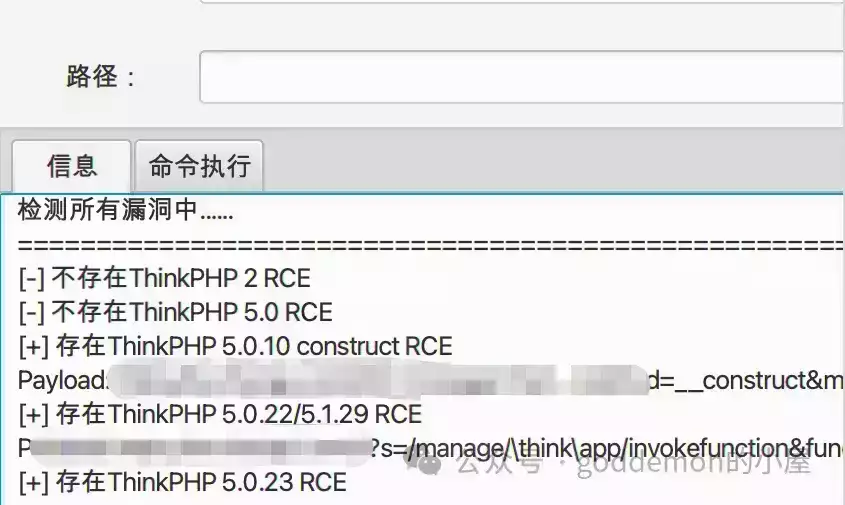 路径：
信息 命令执行
检测所有漏洞中......
==================================================
[-] 不存在ThinkPHP 2 RCE
[-] 不存在ThinkPHP 5.0 RCE
[+] 存在ThinkPHP 5.0.10 construct RCE
Payload: d=__construct&m
[+] 存在ThinkPHP 5.0.22/5.1.29 RCE
P ?s=/manage/\think\app/invokefunction&fun
公众号 · goddemon的小屋
[+] 存在ThinkPHP 5.0.23 RCE